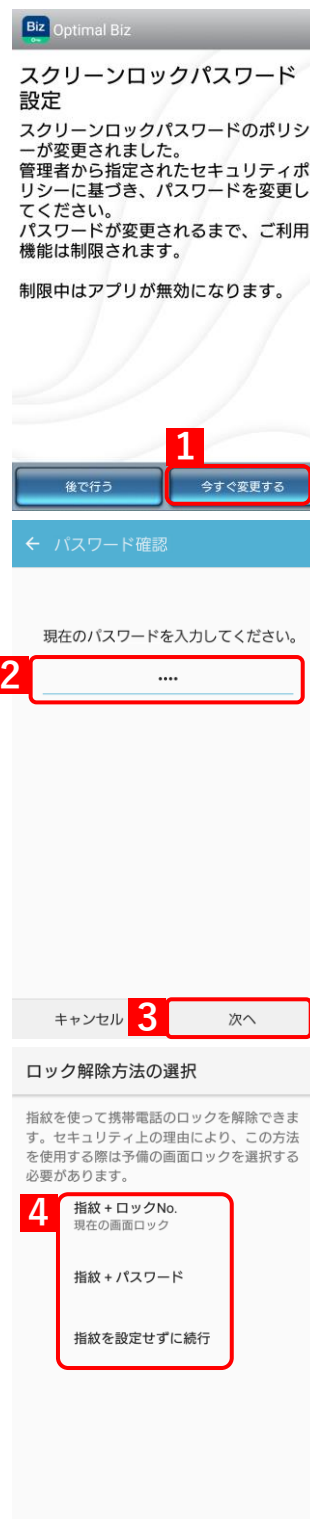 Biz Optimal Biz
スクリーンロックパスワード
設定
スクリーンロックパスワードのポリシ
ーが変更されました。
管理者から指定されたセキュリティポ
リシーに基づき、パスワードを変更し
てください。
パスワードが変更されるまで、ご利用
機能は制限されます。
制限中はアプリが無効になります。
1
後で行う 今すぐ変更する
← パスワード確認
現在のパスワードを入力してください。
2 ····
キャンセル 3 次へ
ロック解除方法の選択
指紋を使って携帯電話のロックを解除できま
す。セキュリティ上の理由により、この方法
を使用する際は予備の画面ロックを選択する
必要があります。
4 指紋 + ロックNo.
現在の画面ロック
指紋 + パスワード
指紋を設定せずに続行